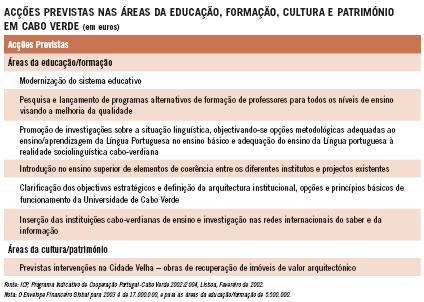 ACÇÕES PREVISTAS NAS ÁREAS DA EDUCAÇÃO, FORMAÇÃO, CULTURA E PATRIMÓNIO
EM CABO VERDE (em euros)
Acções Previstas
Áreas da educação/formação
Modernização do sistema educativo
Pesquisa e lançamento de programas alternativos de formação de professores para todos os níveis de ensino
visando a melhoria da qualidade
Promoção de investigações sobre a situação linguística, objectivando-se opções metodológicas adequadas ao
ensino/aprendizagem da Língua Portuguesa no ensino básico e adequação do ensino da Língua portuguesa à
realidade sociolinguística cabo-verdiana
Introdução no ensino superior de elementos de coerência entre os diferentes institutos e projectos existentes
Clarificação dos objectivos estratégicos e definição da arquitectura institucional, opções e princípios básicos de
funcionamento da Universidade de Cabo Verde
Inserção das instituições cabo-verdianas de ensino e investigação nas redes internacionais do saber e da
informação
Áreas da cultura/património
Previstas intervenções na Cidade Velha – obras de recuperação de imóveis de valor arquitectónico
Fonte: ICP, Programa Indicativo de Cooperação Portugal-Cabo Verde 2002/2004, Lisboa, Fevereiro de 2002.
Nota: O Envelope Financeiro Global para 2003 é de 17.000.000, e para as áreas da educação/formação de 5.500.000.